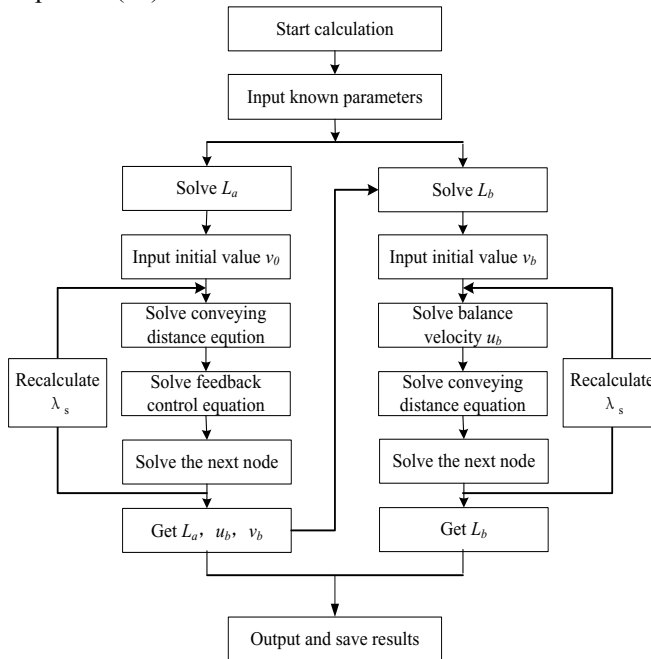 Start calculation
Input known parameters
Solve La
Solve Lb
Input initial value v0
Input initial value vb
Solve conveying
distance eqution
Solve balance
velocity ub
Recalculate
λ s
Solve feedback
control equation
Solve conveying
distance equation
Recalculate
λ s
Solve the next node
Solve the next node
Get La, ub, vb
Get Lb
Output and save results